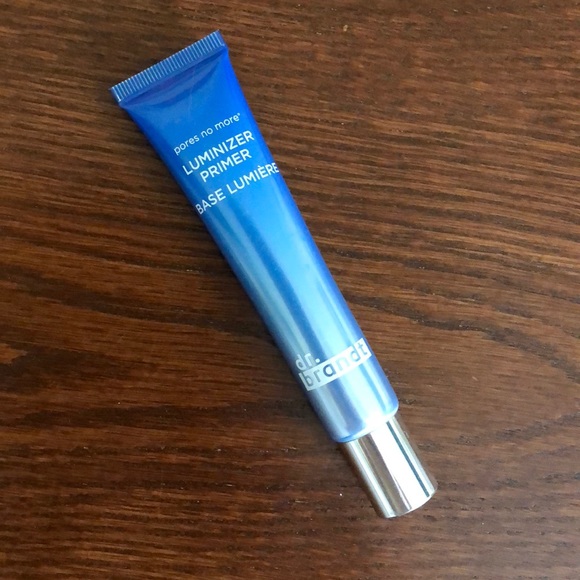 pores no more®
LUMINIZER
PRIMER
BASE LUMIÈRE
dr.
brandt